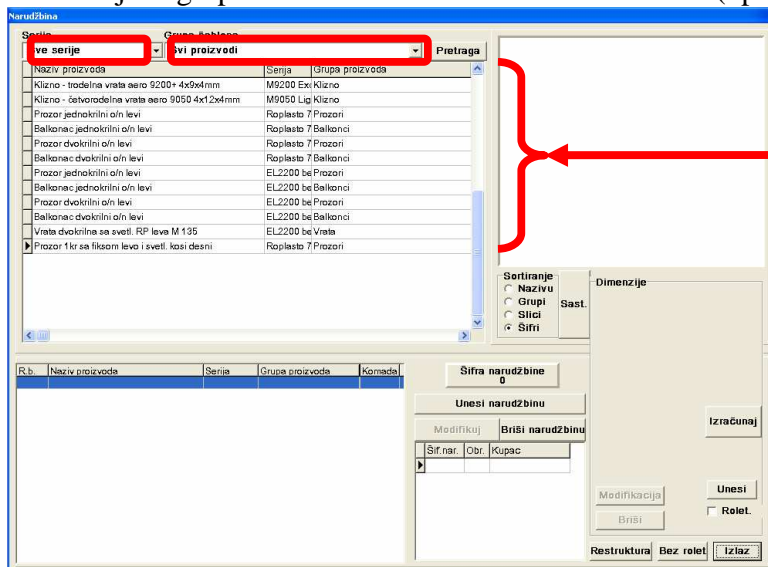 Narudžbina
Sve serije Svi proizvodi Pretraga
Naziv proizvoda Serija Grupa proizvoda
Klizno - trodelna vrata aero 9200+ 4x9x4mm M9200 Exc Klizno
Klizno - četvorodelna vrata aero 9050 4x12x4mm M9050 Lig Klizno
Prozor jednokrilni o/n levi Roplasto 7 Prozori
Balkonac jednokrilni o/n levi Roplasto 7 Balkonci
Prozor dvokrilni o/n levi Roplasto 7 Prozori
Balkonac dvokrilni o/n levi Roplasto 7 Balkonci
Prozor jednokrilni o/n levi EL2200 be Prozori
Balkonac jednokrilni o/n levi EL2200 be Balkonci
Prozor dvokrilni o/n levi EL2200 be Prozori
Balkonac dvokrilni o/n levi EL2200 be Balkonci
Vrata dvokrilna sa svetl. RP leva M 135 EL2200 be Vrata
Prozor 1kr sa fiksom levo i svetl. kosi desni Roplasto 7 Prozori
Sortiranje
Nazivu
Grupi
Slici
Šifri
Sast.
Dimenzije
R.b. Naziv proizvoda Serija Grupa proizvoda Komada
Šifra narudžbine
0
Unesi narudžbinu
Modifikuj Briši narudžbinu
Šif.nar. Obr. Kupac
Izračunaj
Modifikacija Unesi
Briši Rolet.
Restruktura Bez rolet Izlaz